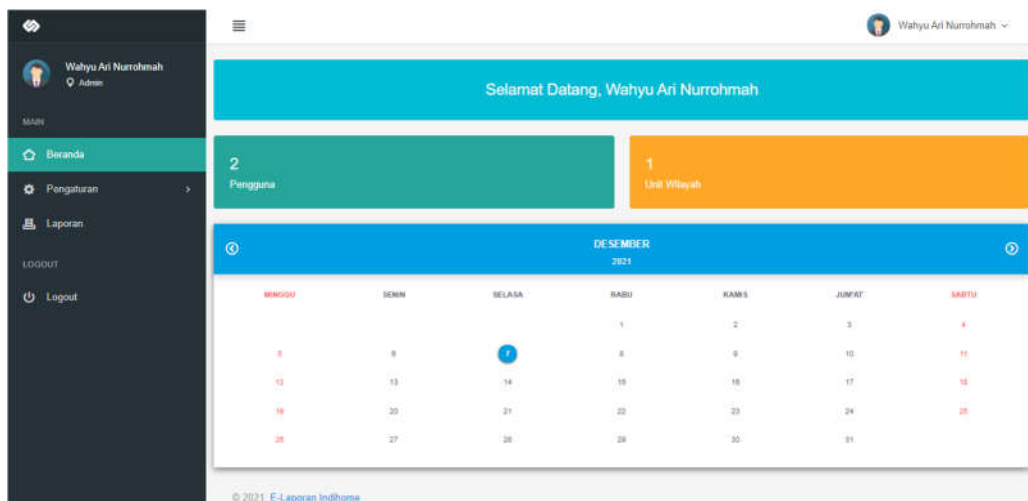 Wahyu Ari Nurrohmah
Wahyu Ari Nurrohmah
Admin
MAIN
Beranda
Pengaturan
Laporan
LOGOUT
Logout
Selamat Datang, Wahyu Ari Nurrohmah
2
Pengguna
1
Unit Wilayah
DESEMBER
2021
MINGGU SENIN SELASA RABU KAMIS JUM'AT SABTU
1 2 3 4
5 6 7 8 9 10 11
12 13 14 15 16 17 18
19 20 21 22 23 24 25
26 27 28 29 30 31
© 2021. E-Laporan Indihome